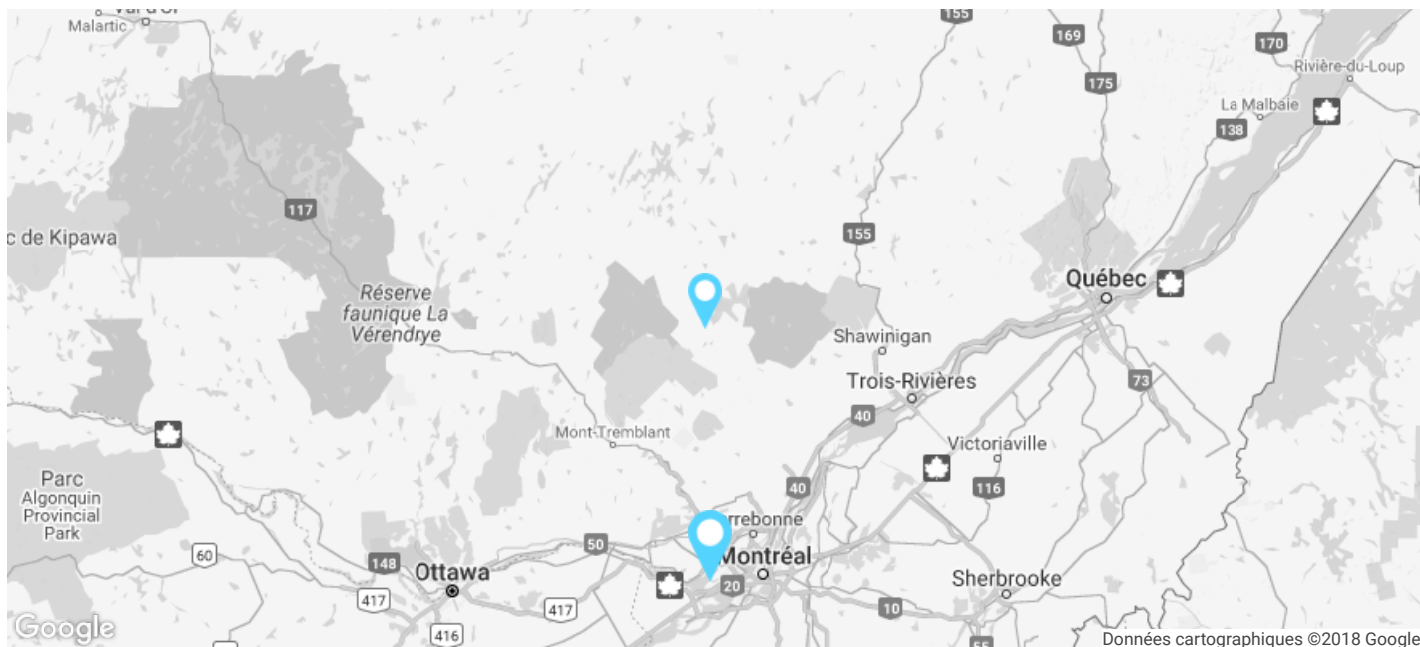 Malartic
155
169
170
Rivière-du-Loup
175
La Malbaie
138
117
c de Kipawa
155
Réserve
faunique La
Vérendrye
Québec
Shawinigan
Trois-Rivières
73
40
Mont-Tremblant
Victoriaville
Parc
Algonquin
Provincial
Park
40
116
rrebonne
50
60
148
Ottawa
Montréal
20
Sherbrooke
417
417
10
416
55
Google
Données cartographiques ©2018 Google